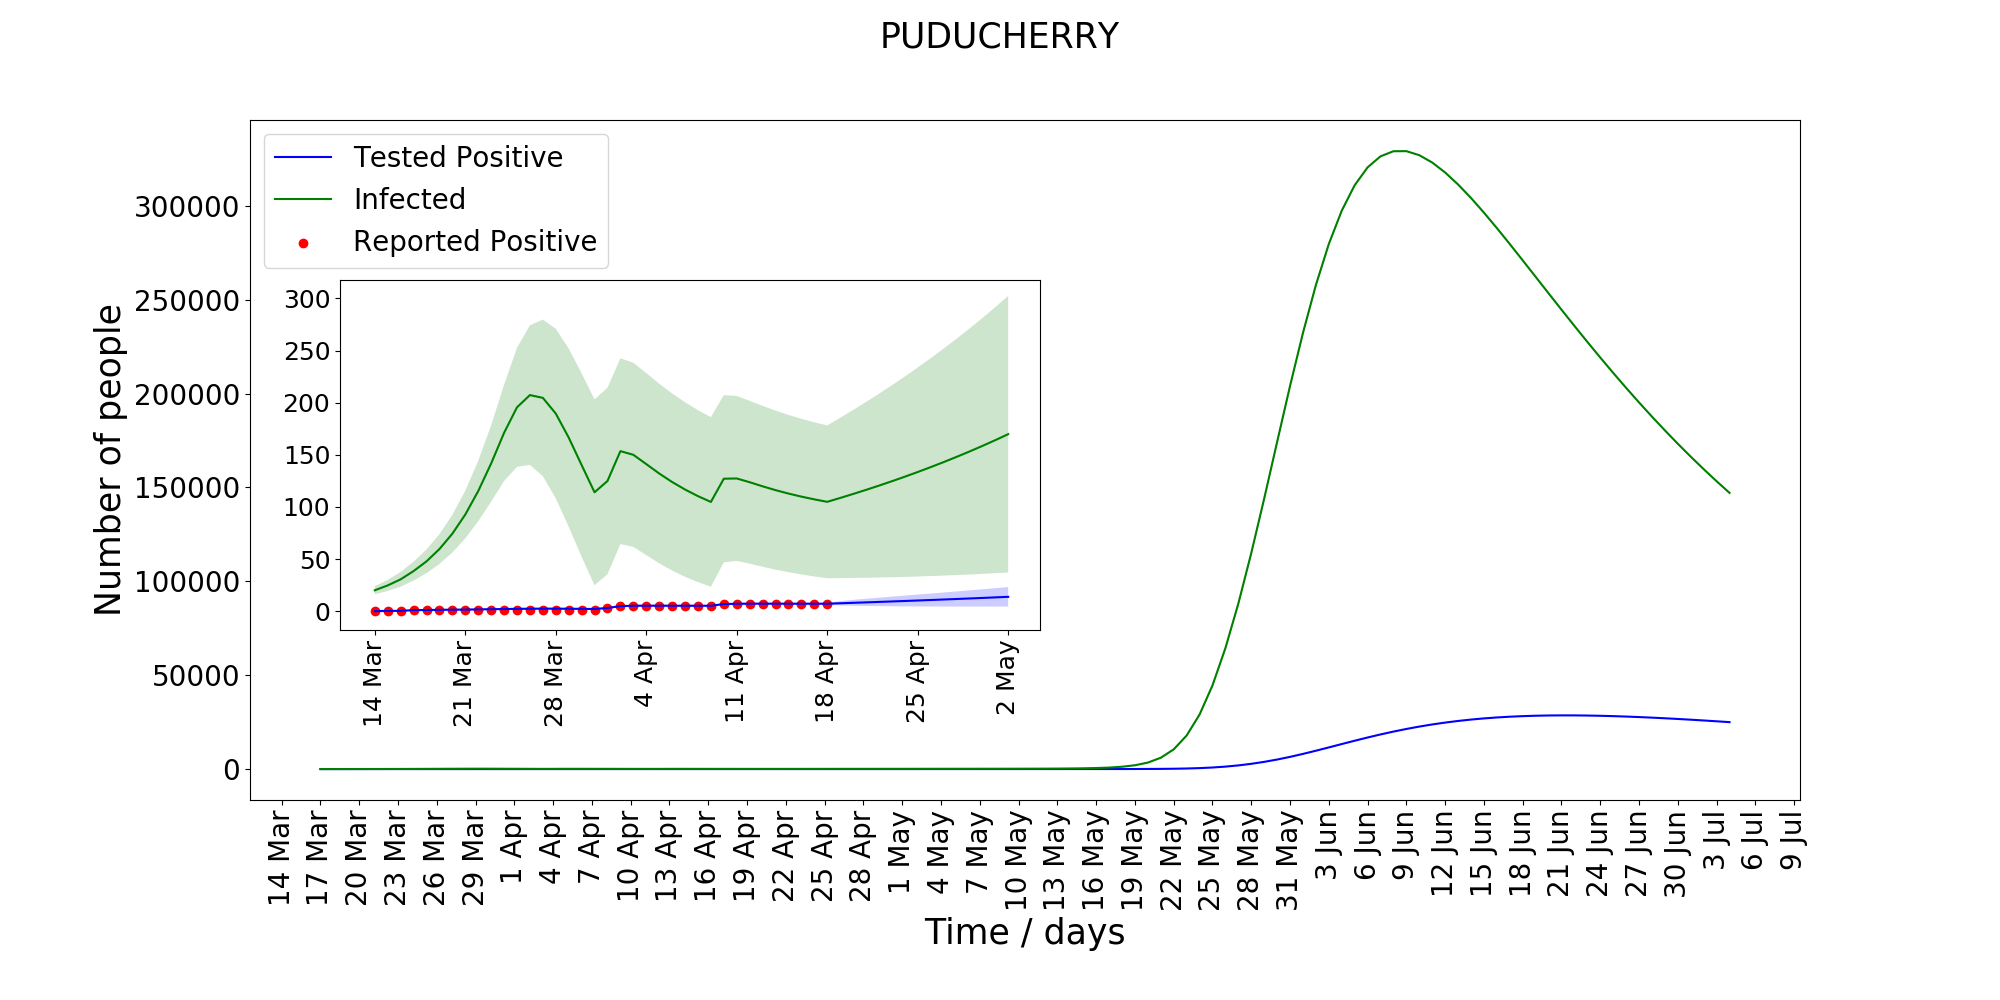 PUDUCHERRY
Tested Positive
Infected
Reported Positive
Number of people
300000
250000
200000
150000
100000
50000
0
300
250
200
150
100
50
0
14 Mar
21 Mar
28 Mar
4 Apr
11 Apr
18 Apr
25 Apr
2 May
14 Mar
17 Mar
20 Mar
23 Mar
26 Mar
29 Mar
1 Apr
4 Apr
7 Apr
10 Apr
13 Apr
16 Apr
19 Apr
22 Apr
25 Apr
28 Apr
1 May
4 May
7 May
10 May
13 May
16 May
19 May
22 May
25 May
28 May
31 May
3 Jun
6 Jun
9 Jun
12 Jun
15 Jun
18 Jun
21 Jun
24 Jun
27 Jun
30 Jun
3 Jul
6 Jul
9 Jul
Time / days